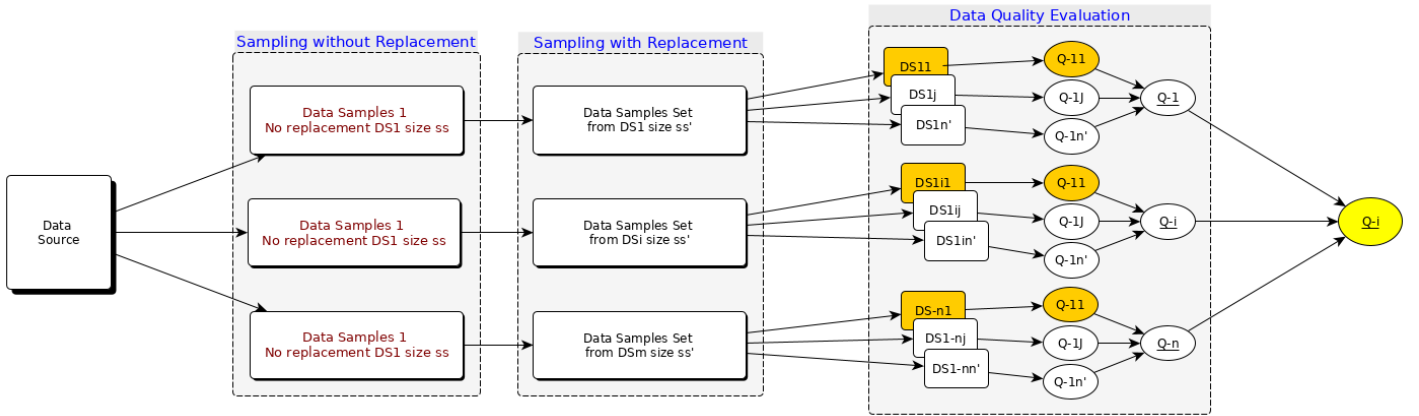 Data Quality Evaluation
Sampling without Replacement
Sampling with Replacement
Data
Source
Data Samples 1
No replacement DS1 size ss
Data Samples Set
from DS1 size ss'
DS11
DS1j
DS1n'
Q-11
Q-1J
Q-1n'
Q-1
Data Samples 1
No replacement DS1 size ss
Data Samples Set
from DSi size ss'
DS1i1
DS1ij
DS1in'
Q-11
Q-1J
Q-1n'
Q-i
Data Samples 1
No replacement DS1 size ss
Data Samples Set
from DSm size ss'
DS-n1
DS1-nj
DS1-nn'
Q-11
Q-1J
Q-1n'
Q-n
Q-i